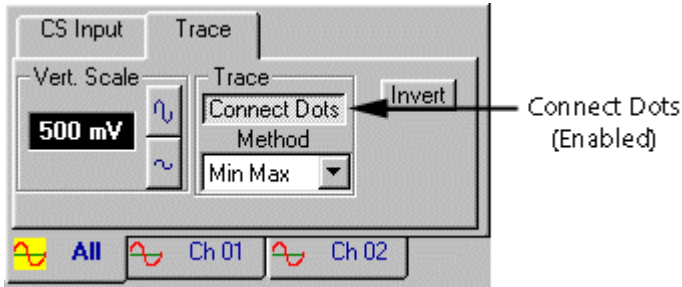 CS Input Trace
Vert. Scale Trace
Connect Dots Invert Connect Dots
500 mV Method (Enabled)
Min Max
All Ch 01 Ch 02